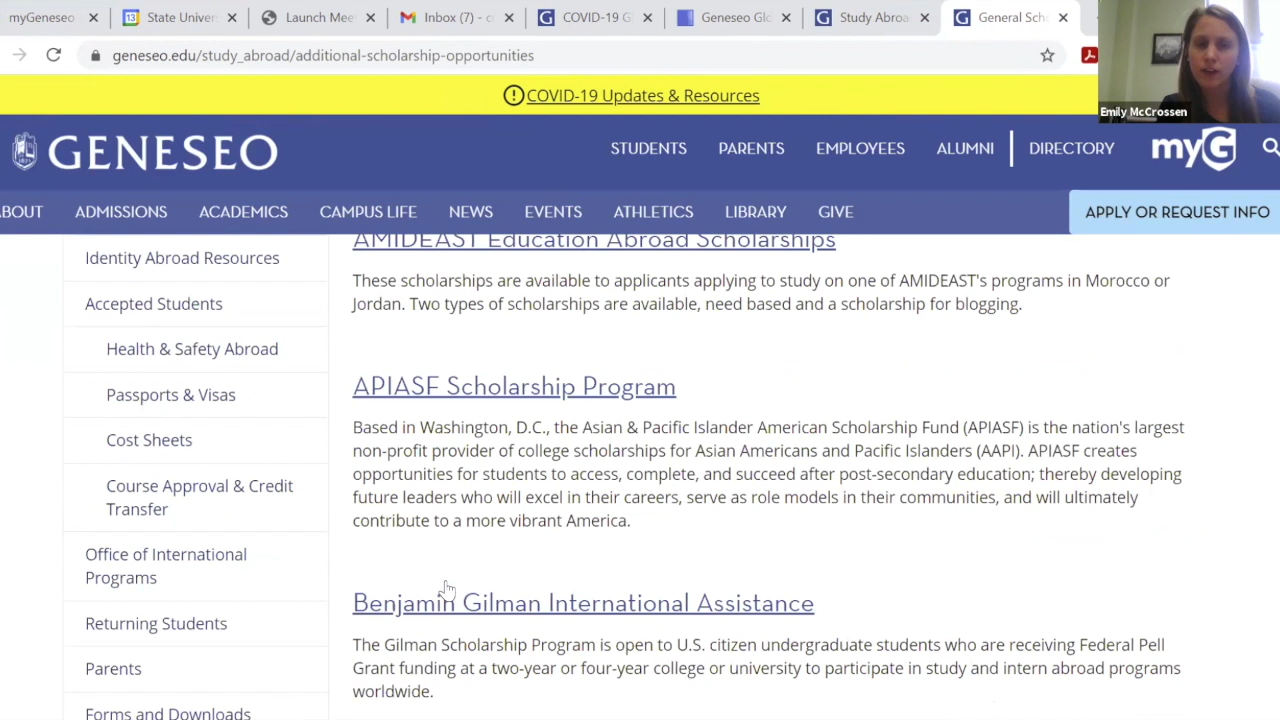 myGeneseo
13
State Univer
Launch Mee
Inbox (7) - c
COVID-19 G
Geneseo Glo
Study Abroa
General Sch
geneseo.edu/study_abroad/additional-scholarship-opportunities
Emily McCrossen
COVID-19 Updates & Resources
GENESEO
STUDENTS PARENTS EMPLOYEES ALUMNI DIRECTORY myG
ABOUT ADMISSIONS ACADEMICS CAMPUS LIFE NEWS EVENTS ATHLETICS LIBRARY GIVE APPLY OR REQUEST INFO
Identity Abroad Resources
Accepted Students
Health & Safety Abroad
Passports & Visas
Cost Sheets
Course Approval & Credit
Transfer
Office of International
Programs
Returning Students
Parents
Forms and Downloads
AMIDEAST Education Abroad Scholarships
These scholarships are available to applicants applying to study on one of AMIDEAST's programs in Morocco or
Jordan. Two types of scholarships are available, need based and a scholarship for blogging.
APIASF Scholarship Program
Based in Washington, D.C., the Asian & Pacific Islander American Scholarship Fund (APIASF) is the nation's largest
non-profit provider of college scholarships for Asian Americans and Pacific Islanders (AAPI). APIASF creates
opportunities for students to access, complete, and succeed after post-secondary education; thereby developing
future leaders who will excel in their careers, serve as role models in their communities, and will ultimately
contribute to a more vibrant America.
Benjamin Gilman International Assistance
The Gilman Scholarship Program is open to U.S. citizen undergraduate students who are receiving Federal Pell
Grant funding at a two-year or four-year college or university to participate in study and intern abroad programs
worldwide.